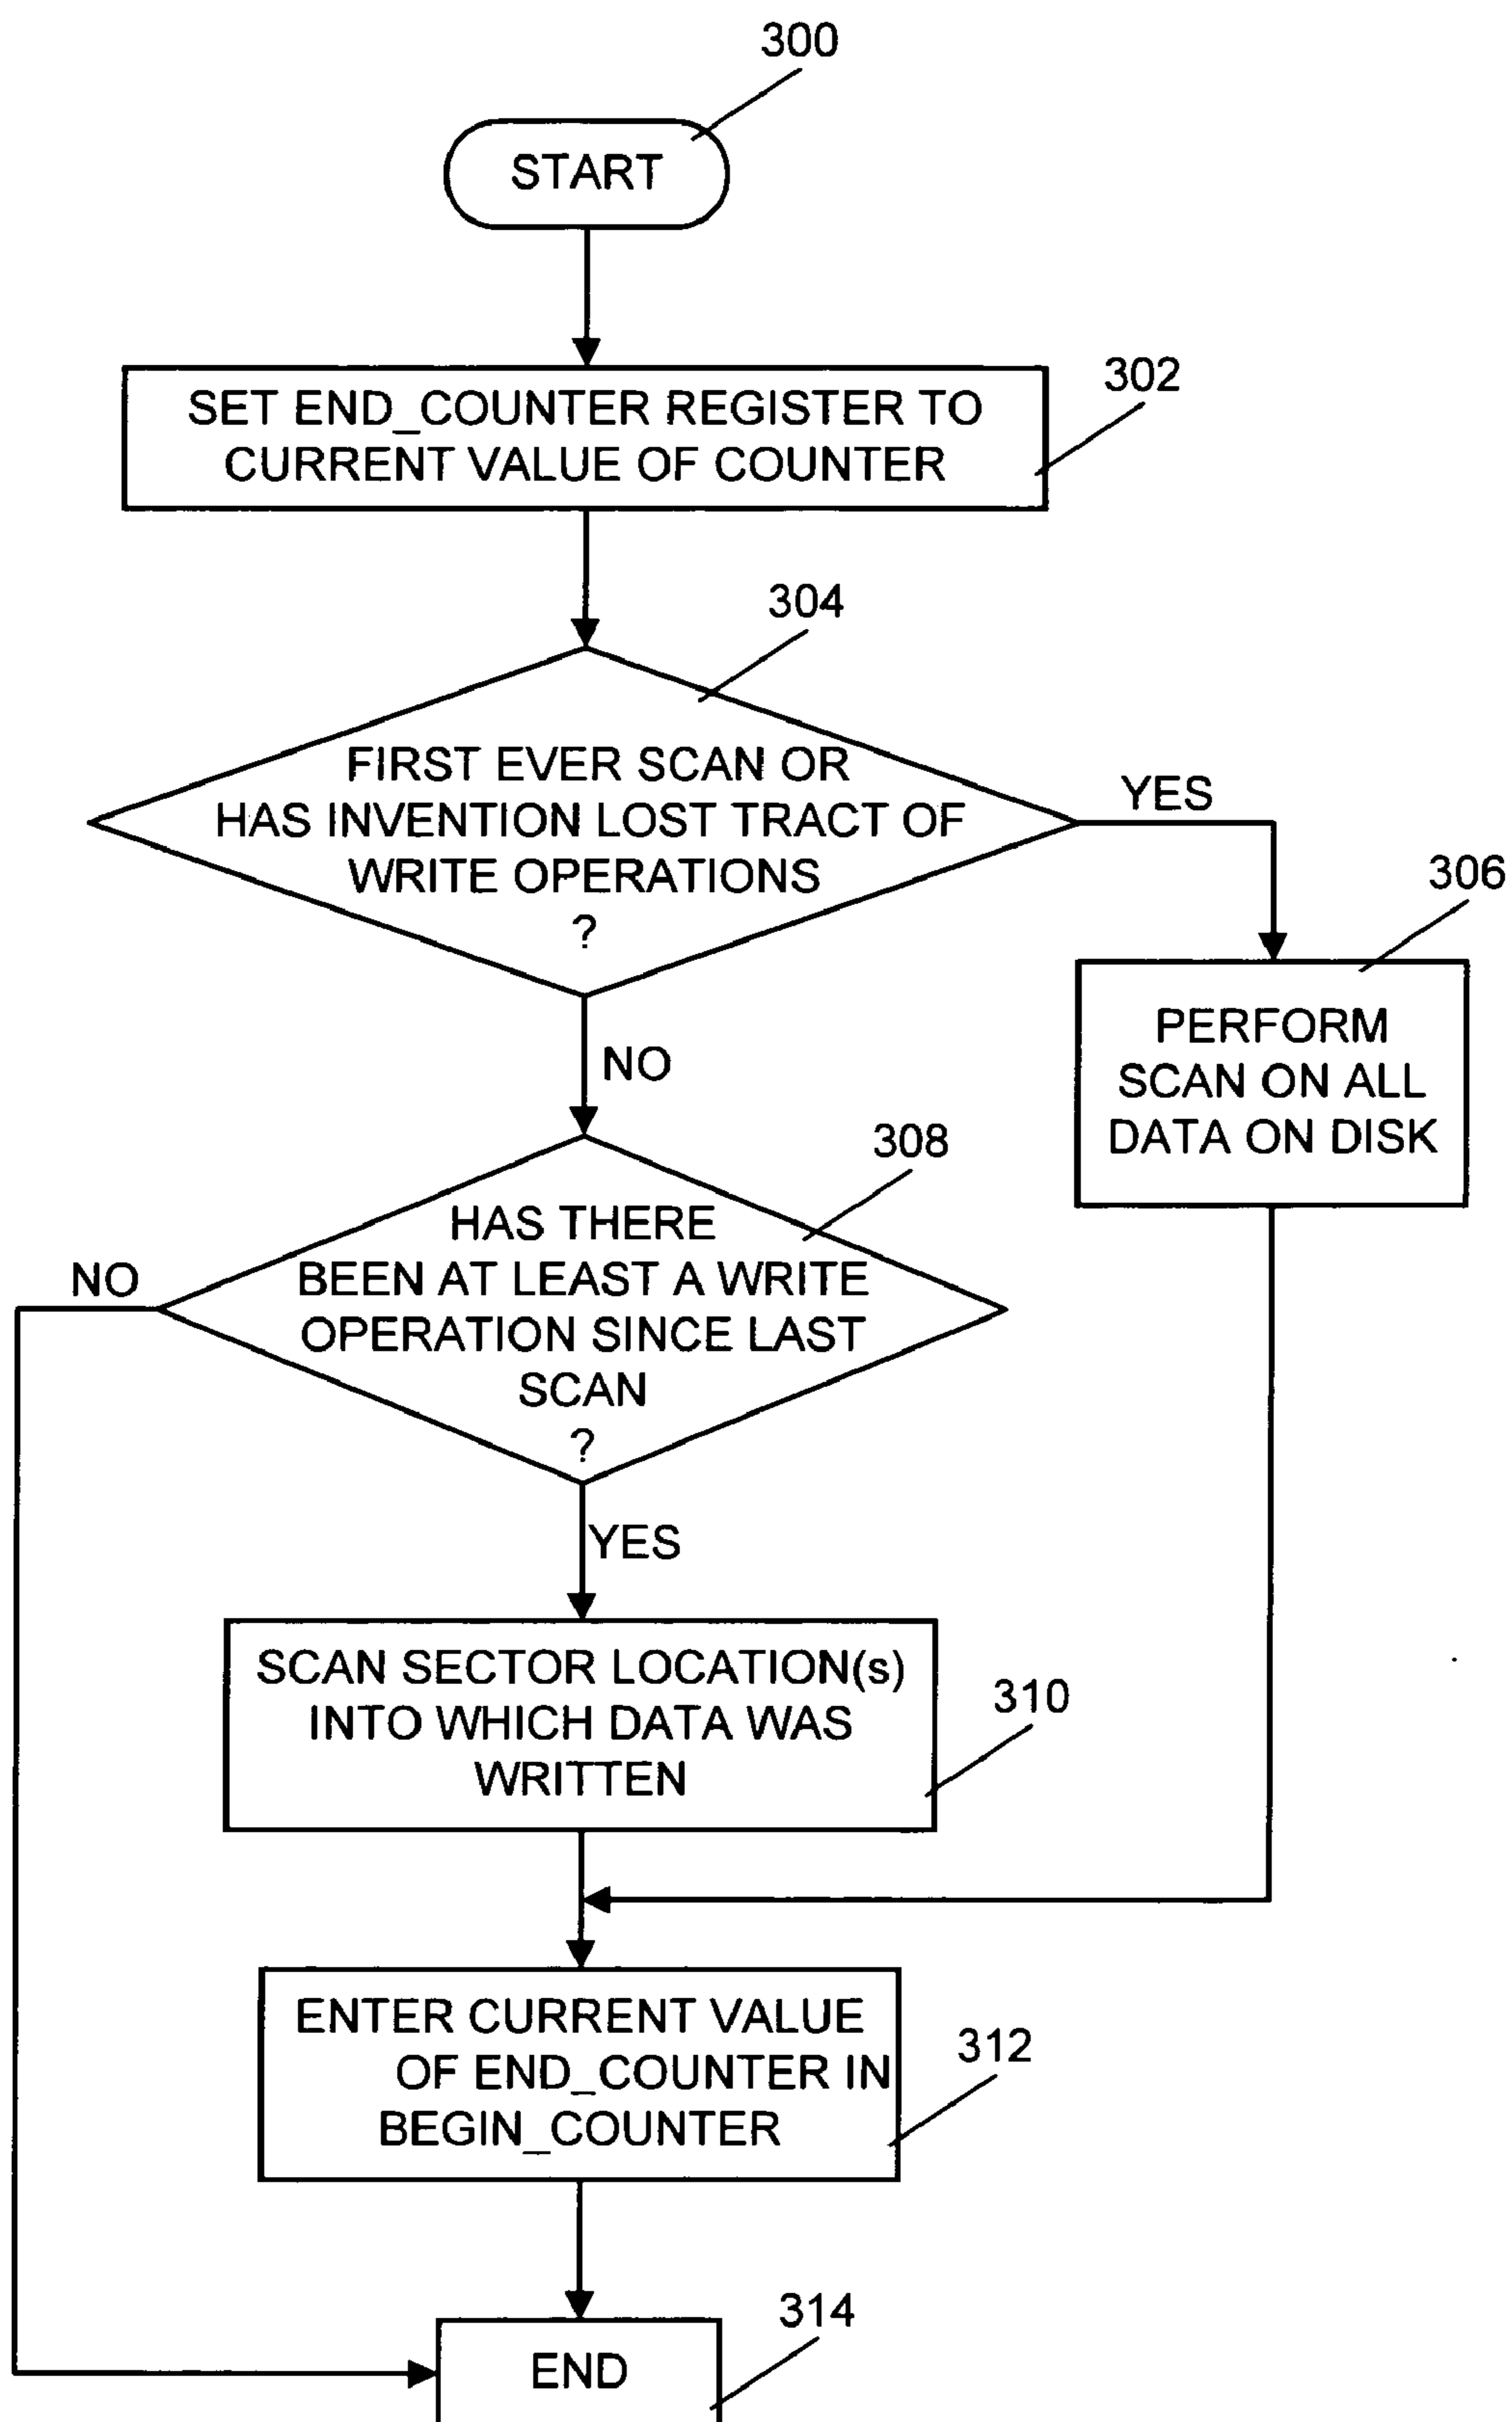 300
START
302
SET END_COUNTER REGISTER TO
CURRENT VALUE OF COUNTER
304
FIRST EVER SCAN OR
HAS INVENTION LOST TRACT OF
WRITE OPERATIONS
?
YES
306
PERFORM
SCAN ON ALL
DATA ON DISK
NO
308
HAS THERE
BEEN AT LEAST A WRITE
OPERATION SINCE LAST
SCAN
?
NO
YES
SCAN SECTOR LOCATION(s)
INTO WHICH DATA WAS
WRITTEN
310
ENTER CURRENT VALUE
OF END_COUNTER IN
BEGIN_COUNTER
312
314
END